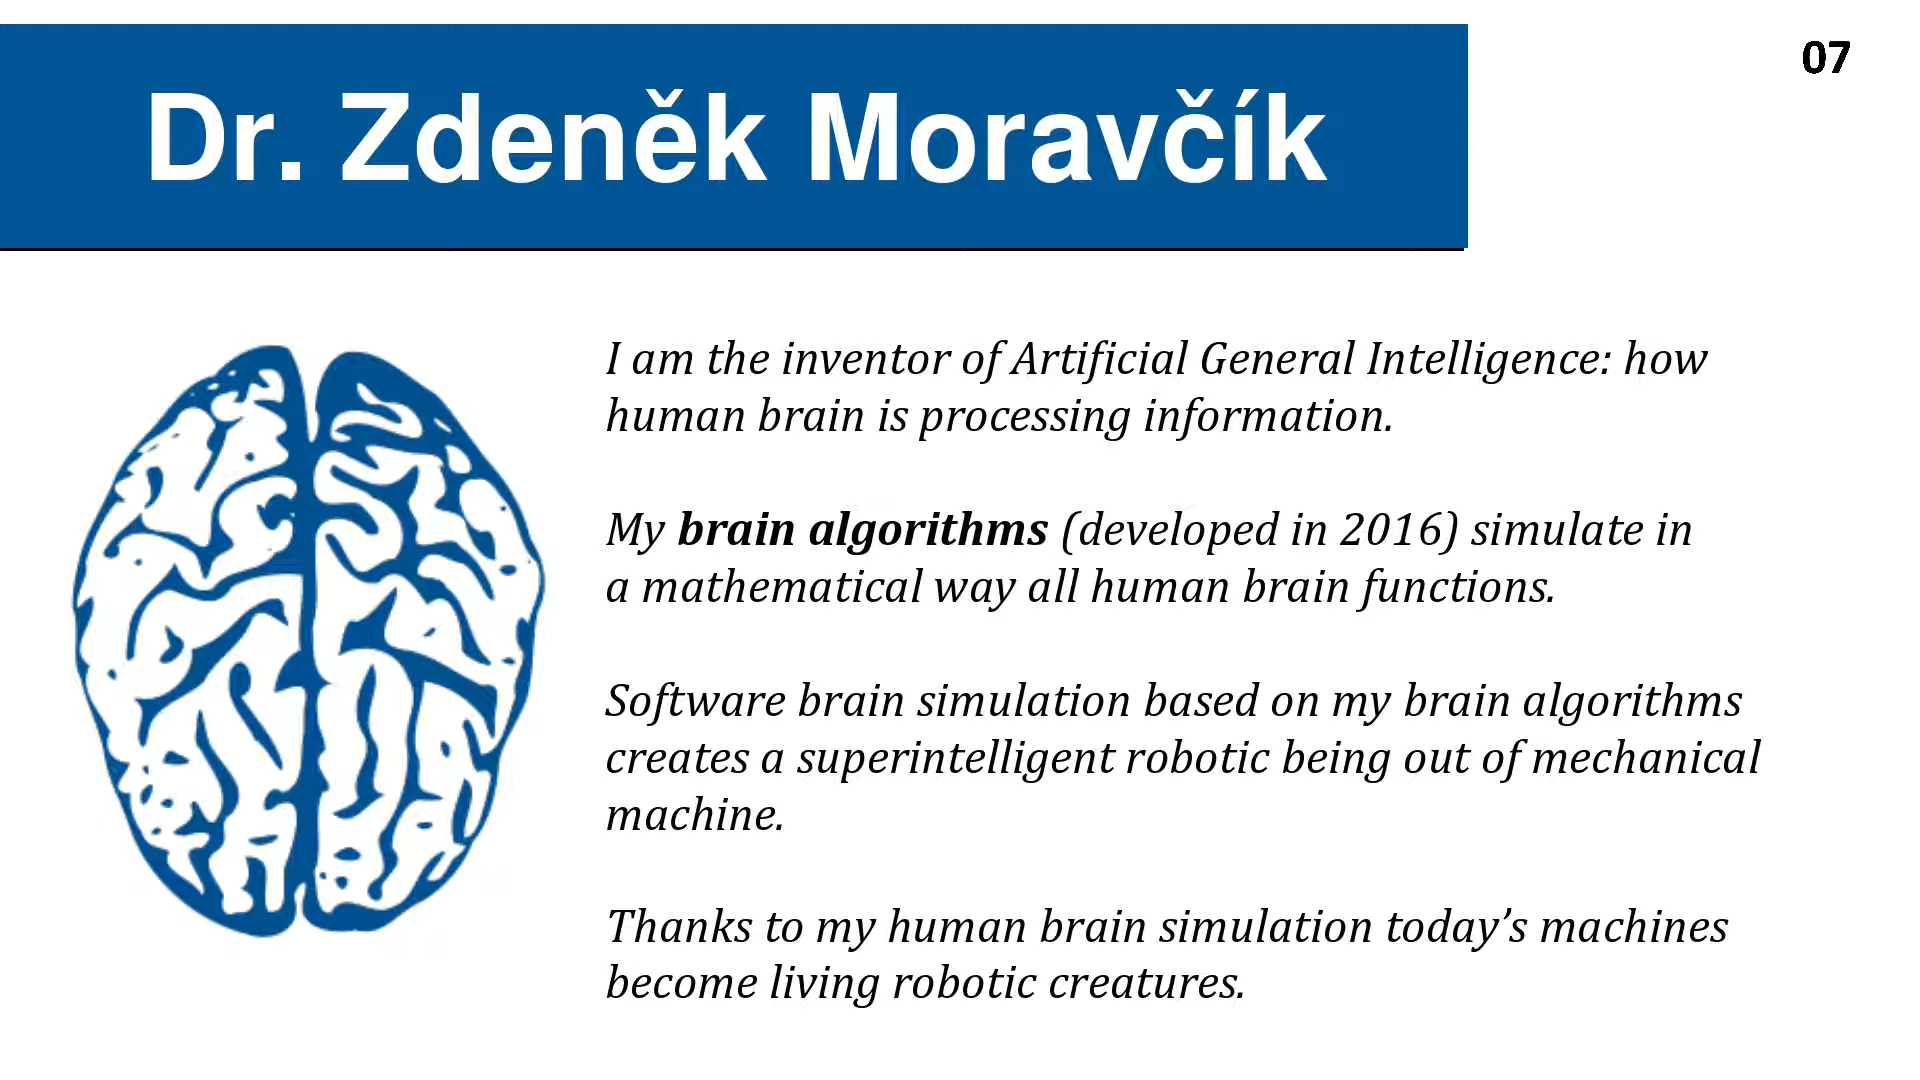 07
Dr. Zdeněk Moravčík
I am the inventor of Artificial General Intelligence: how
human brain is processing information.
My brain algorithms (developed in 2016) simulate in
a mathematical way all human brain functions.
Software brain simulation based on my brain algorithms
creates a superintelligent robotic being out of mechanical
machine.
Thanks to my human brain simulation today’s machines
become living robotic creatures.